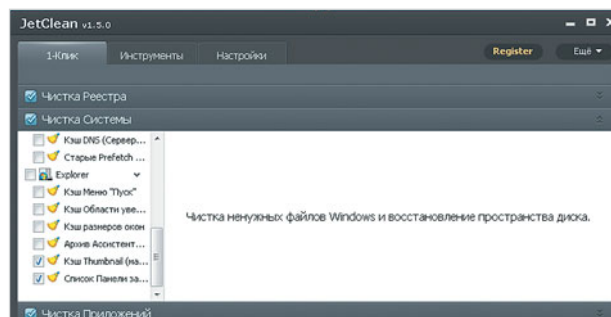 JetClean v1.5.0
1-Клик Инструменты Настройки Register Ещё
Чистка Реестра
Чистка Системы
Кэш DNS (Сервер...
Старые Prefetch ...
Explorer
Кэш Меню "Пуск"
Кэш Области уве...
Кэш размеров окон
Архив Ассистент...
Кэш Thumbnail (на...
Список Панели за...
Чистка ненужных файлов Windows и восстановление пространства диска.
Чистка Приложений